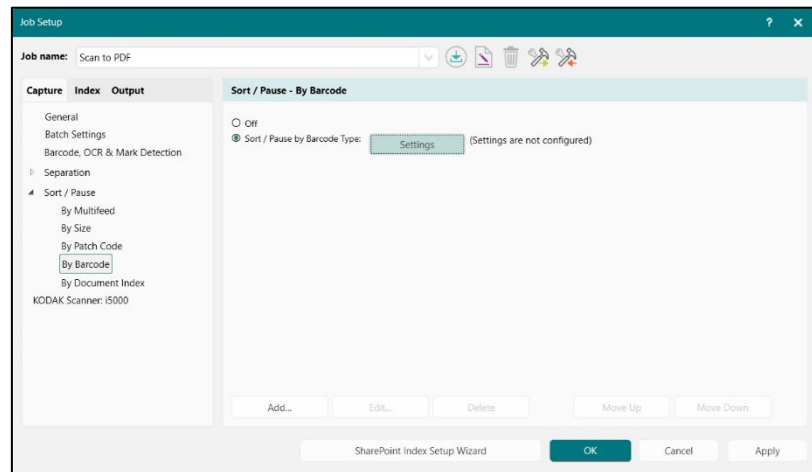 Job Setup
? ×
Job name: Scan to PDF
Capture Index Output
General
Batch Settings
Barcode, OCR & Mark Detection
Separation
Sort / Pause
By Multifeed
By Size
By Patch Code
By Barcode
By Document Index
KODAK Scanner: i5000
Sort / Pause - By Barcode
Off
Sort / Pause by Barcode Type: Settings (Settings are not configured)
Add... Edit... Delete Move Up Move Down
SharePoint Index Setup Wizard OK Cancel Apply